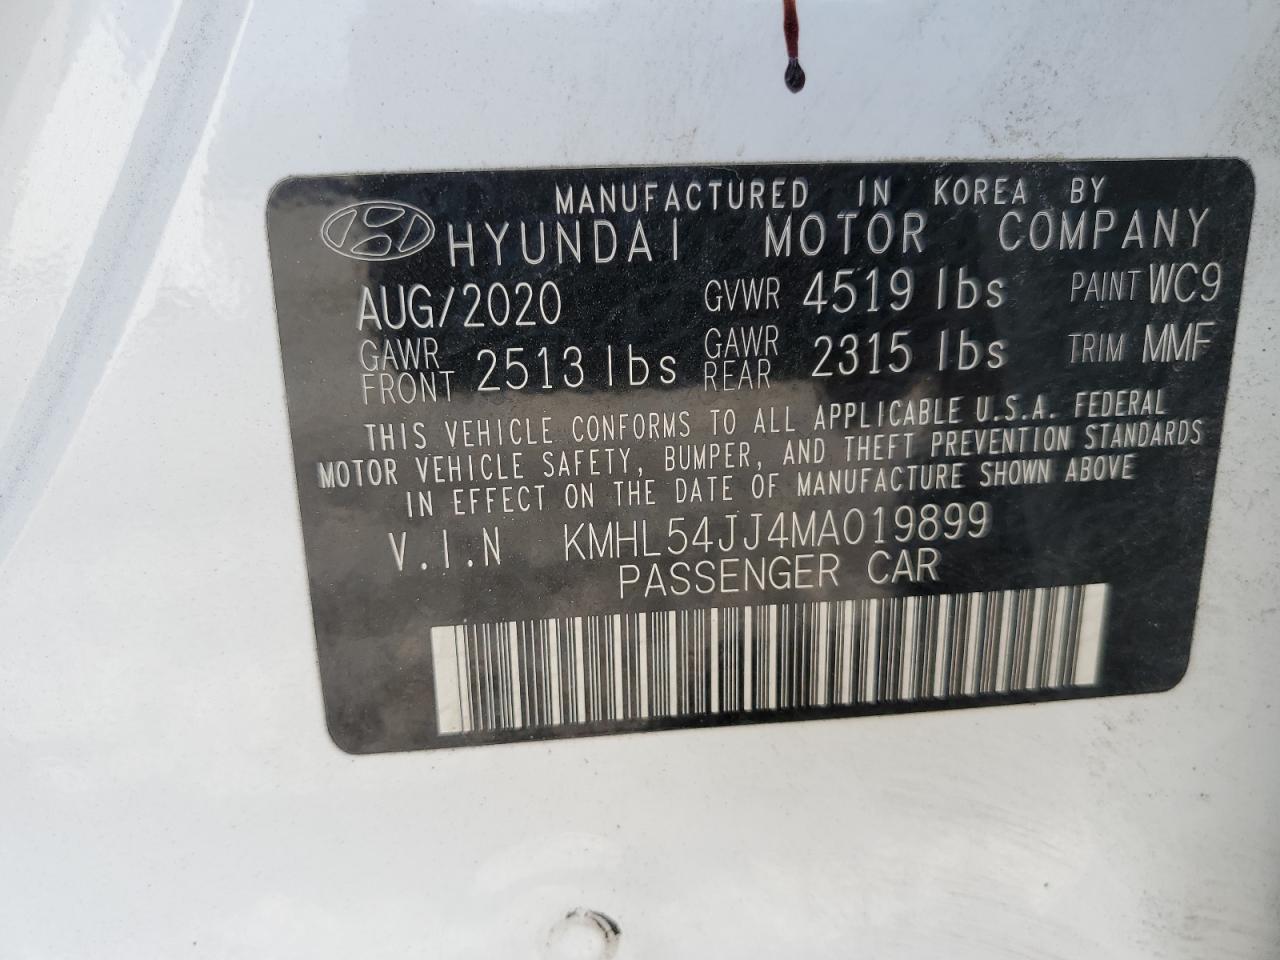 MANUFACTURED IN KOREA BY
HYUNDAI MOTOR COMPANY
AUG/2020 GVWR 4519 lbs PAINT WC9
GAWR FRONT 2513 lbs GAWR REAR 2315 lbs TRIM MMF
THIS VEHICLE CONFORMS TO ALL APPLICABLE U.S.A. FEDERAL
MOTOR VEHICLE SAFETY, BUMPER, AND THEFT PREVENTION STANDARDS
IN EFFECT ON THE DATE OF MANUFACTURE SHOWN ABOVE
V.I.N KMHL54JJ4MA019899
PASSENGER CAR